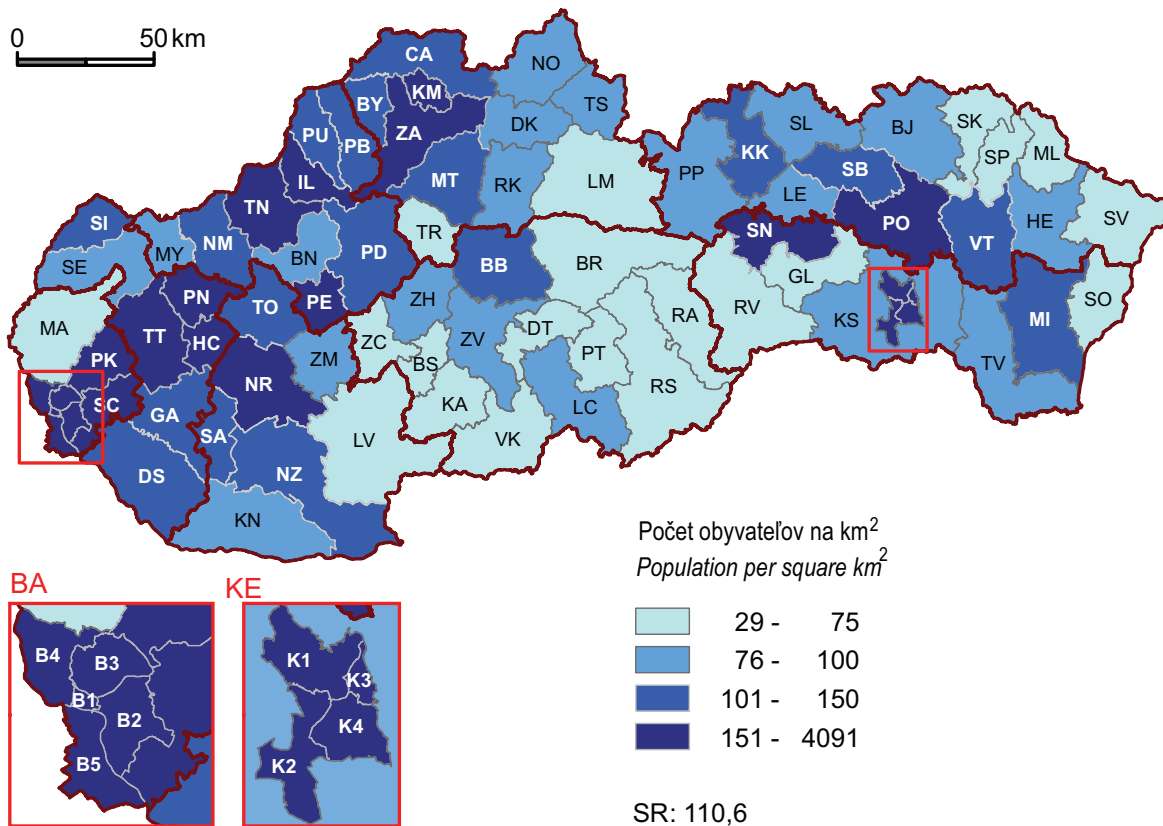 0 50 km
CA
NO
KM
BY
TS
PU
ZA
DK
SL
BJ
SK
PB
SP
ML
KK
IL
MT
RK
LM
PP
SB
LE
TN
HE
SV
SI
TR
SN
PO
NM
MY
BN
PD
VT
SE
BB
BR
GL
PN
PE
TO
ZH
RV
SO
MA
TT
RA
KS
MI
HC
ZC
DT
ZV
PK
ZM
BS
PT
TV
NR
SC
GA
KA
LC
RS
SA
LV
VK
DS
NZ
KN
Počet obyvateľov na km2
Population per square km2
29 - 75
76 - 100
101 - 150
151 - 4091
SR: 110,6
BA
B4
B3
B1
B2
B5
KE
K1
K3
K4
K2